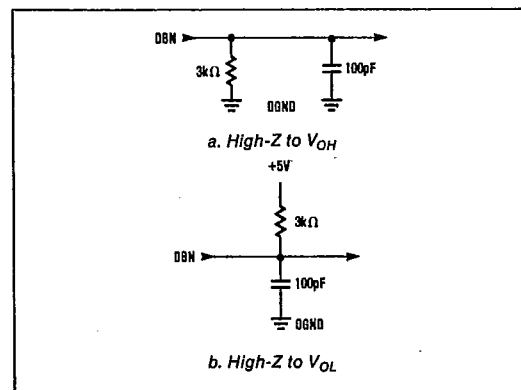 DBN
3kΩ
100pF
DGND
a. High-Z to VOH
+5V
3kΩ
DBN
100pF
DGND
b. High-Z to VOL